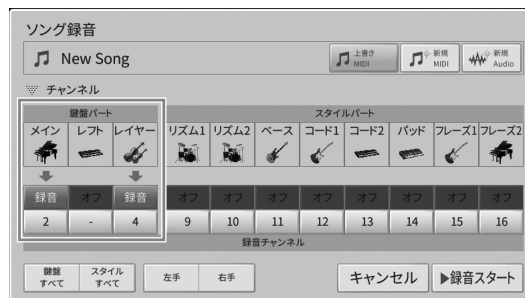 ソング録音
New Song
上書き MIDI
新規 MIDI
新規 Audio
チャンネル
鍵盤パート
スタイルパート
メイン レフト レイヤー リズム1 リズム2 ベース コード1 コード2 パッド フレーズ1 フレーズ2
録音 オフ 録音 オフ オフ オフ オフ オフ オフ オフ オフ
2 - 4 9 10 11 12 13 14 15 16
録音チャンネル
鍵盤 すべて
スタイル すべて
左手 右手 キャンセル ▶録音スタート